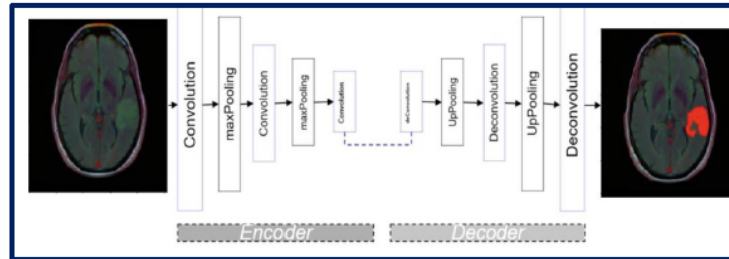 Convolution
maxPooling
Convolution
maxPooling
Convolution
deConvolution
UpPooling
Deconvolution
UpPooling
Deconvolution
Encoder
Decoder